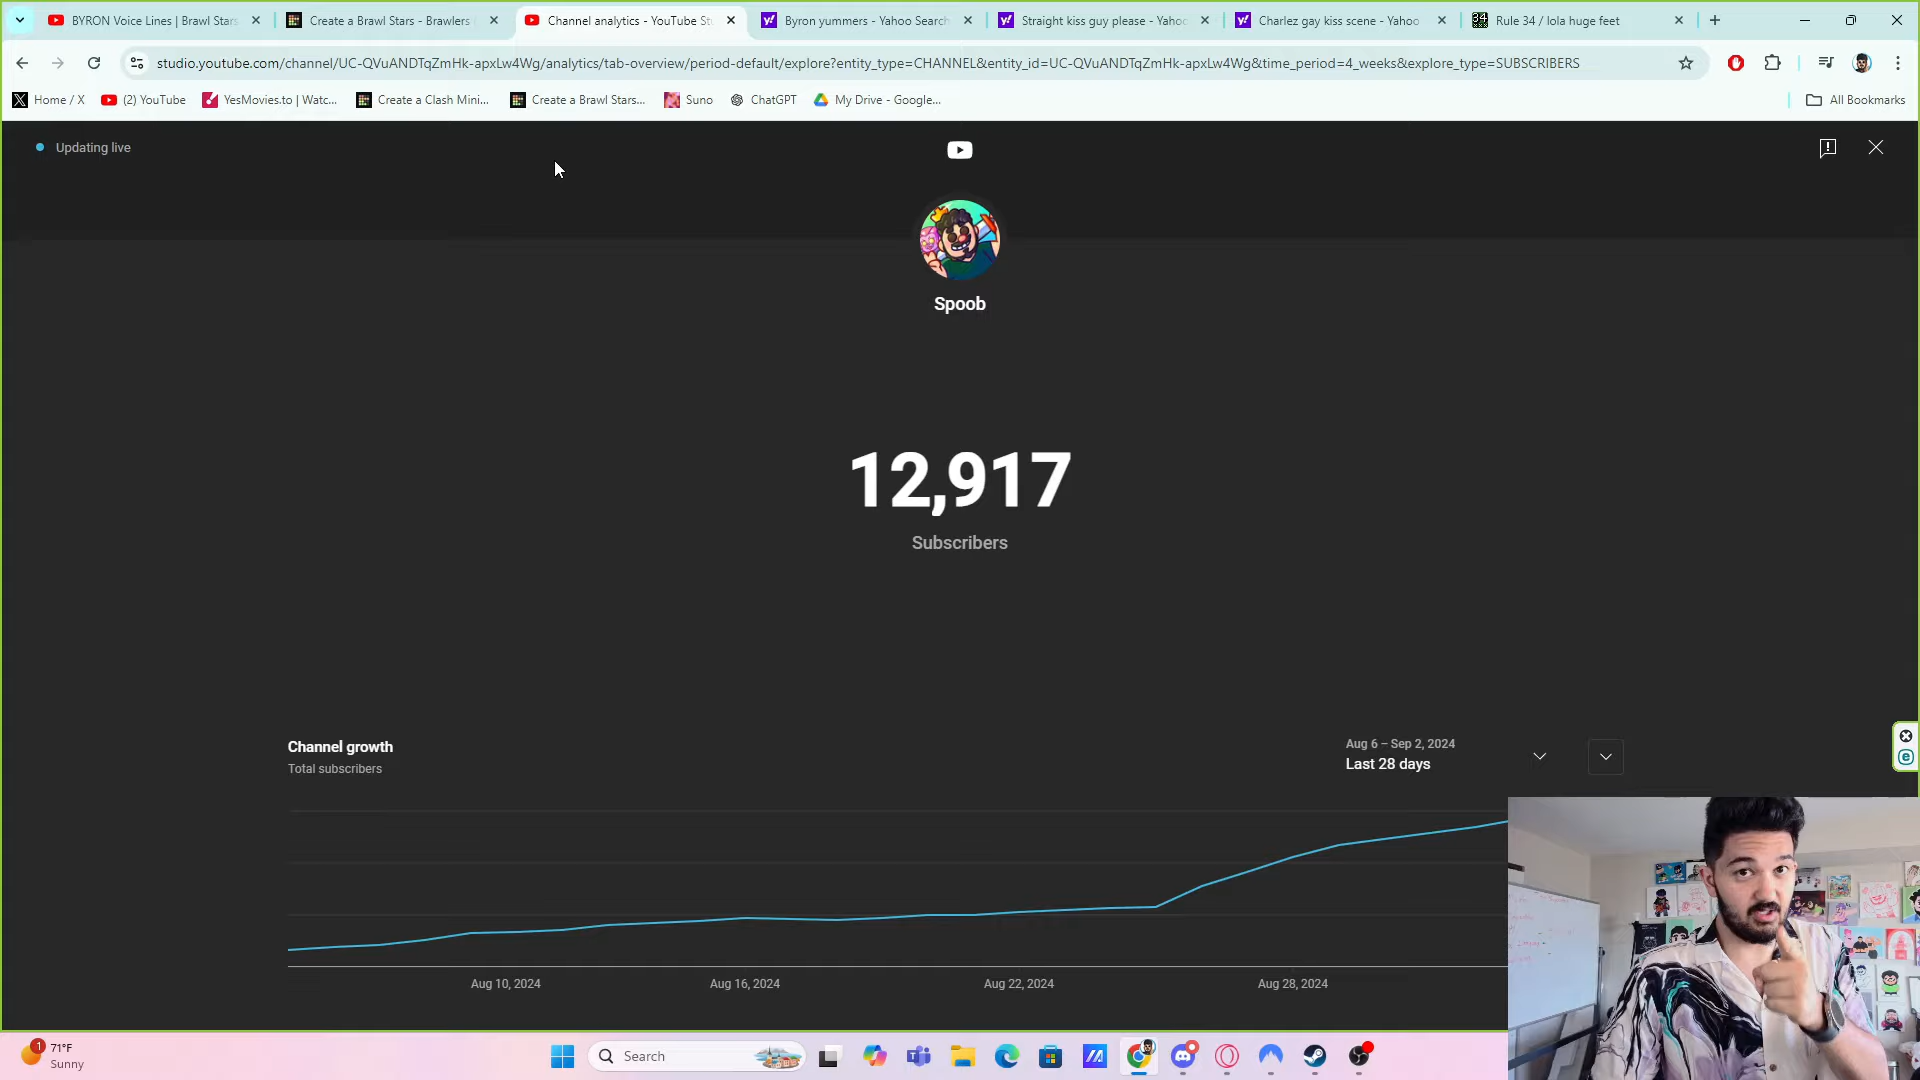 BYRON Voice Lines | Brawl Stars
Create a Brawl Stars - Brawlers
Channel analytics - YouTube St
Byron yummers - Yahoo Search
Straight kiss guy please - Yahoo
Charlez gay kiss scene - Yahoo
Rule 34 / lola huge feet
studio.youtube.com/channel/UC-QVuANDTqZmHk-apxLw4Wg/analytics/tab-overview/period-default/explore?entity_type=CHANNEL&entity_id=UC-QVuANDTqZmHk-apxLw4Wg&time_period=4_weeks&explore_type=SUBSCRIBERS
Home / X
(2) YouTube
YesMovies.to | Watc...
Create a Clash Mini...
Create a Brawl Stars...
Suno
ChatGPT
My Drive - Google...
All Bookmarks
Updating live
Spoob
12,917
Subscribers
Channel growth
Total subscribers
Aug 6 – Sep 2, 2024
Last 28 days
Aug 10, 2024
Aug 16, 2024
Aug 22, 2024
Aug 28, 2024
1
71°F
Sunny
Search